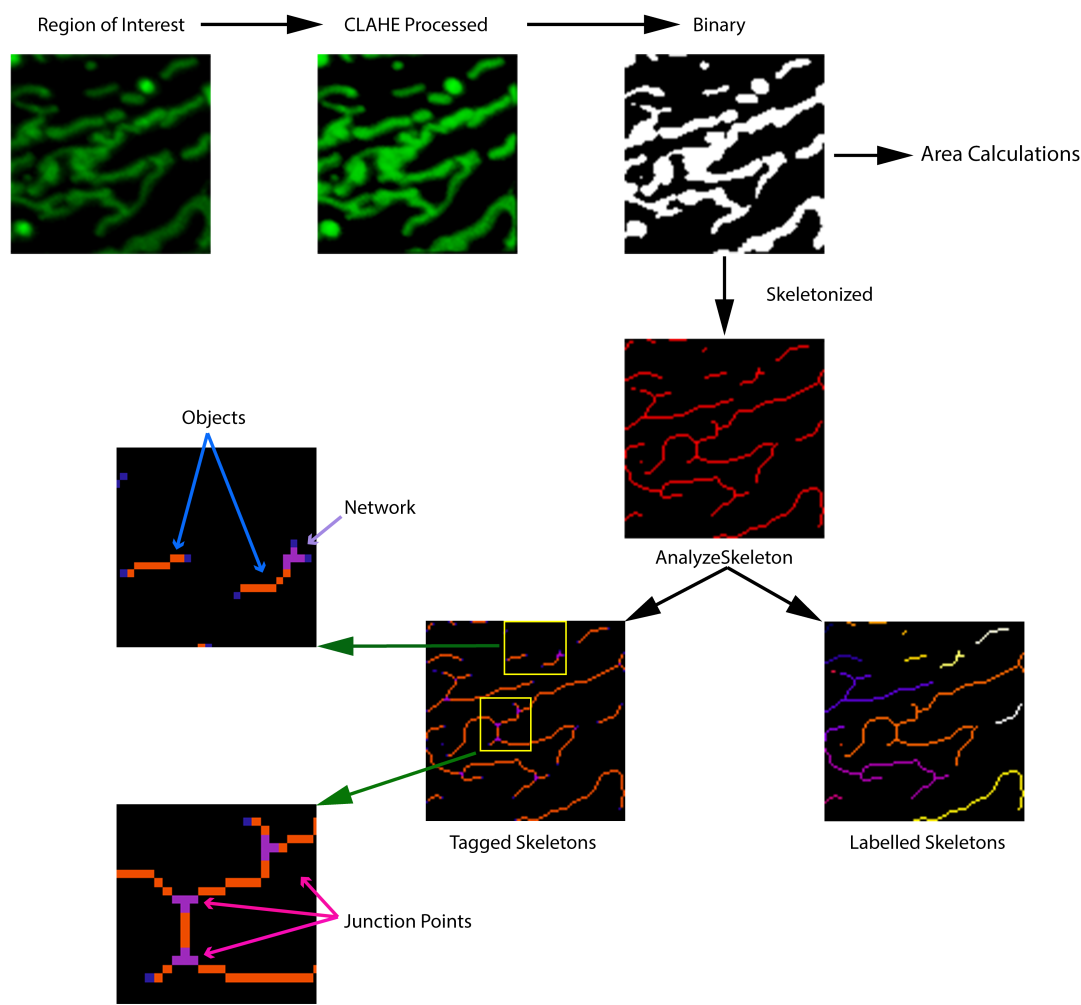 Region of Interest
CLAHE Processed
Binary
Area Calculations
Skeletonized
Objects
Network
AnalyzeSkeleton
Tagged Skeletons
Labelled Skeletons
Junction Points